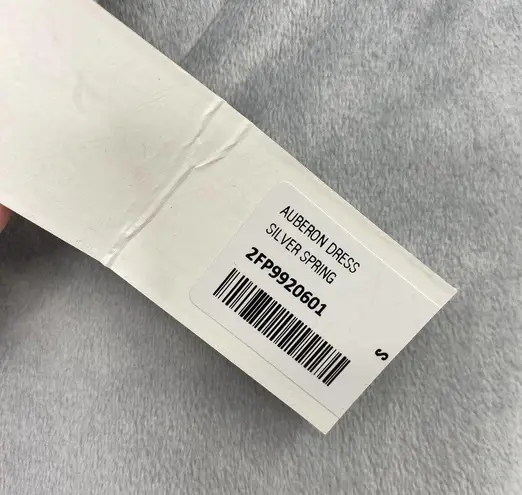 AUBERON DRESS
SILVER SPRING
2FP9920601
S